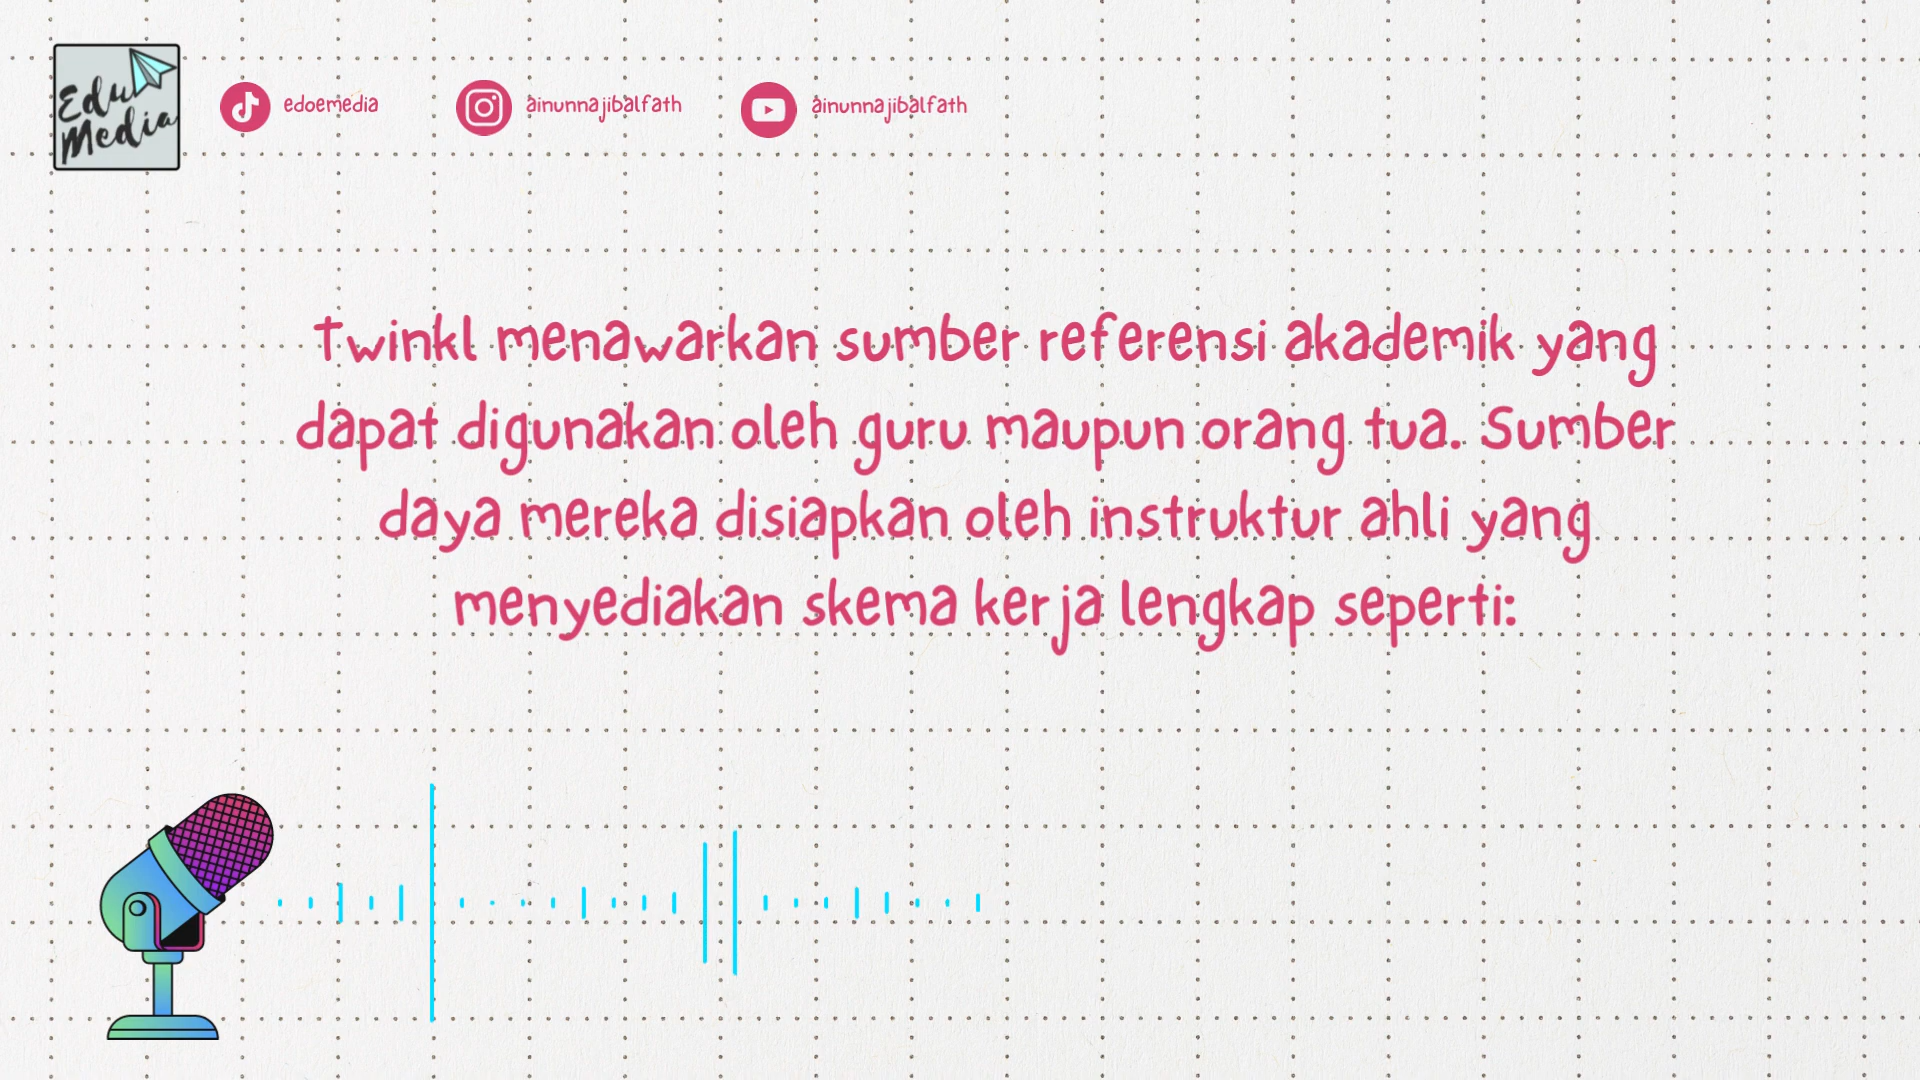 Edu
Media
edoemedia
ainunnajibalfath
ainunnajibalfath
Twinkl menawarkan sumber referensi akademik yang
dapat digunakan oleh guru maupun orang tua. Sumber
daya mereka disiapkan oleh instruktur ahli yang
menyediakan skema kerja lengkap seperti: